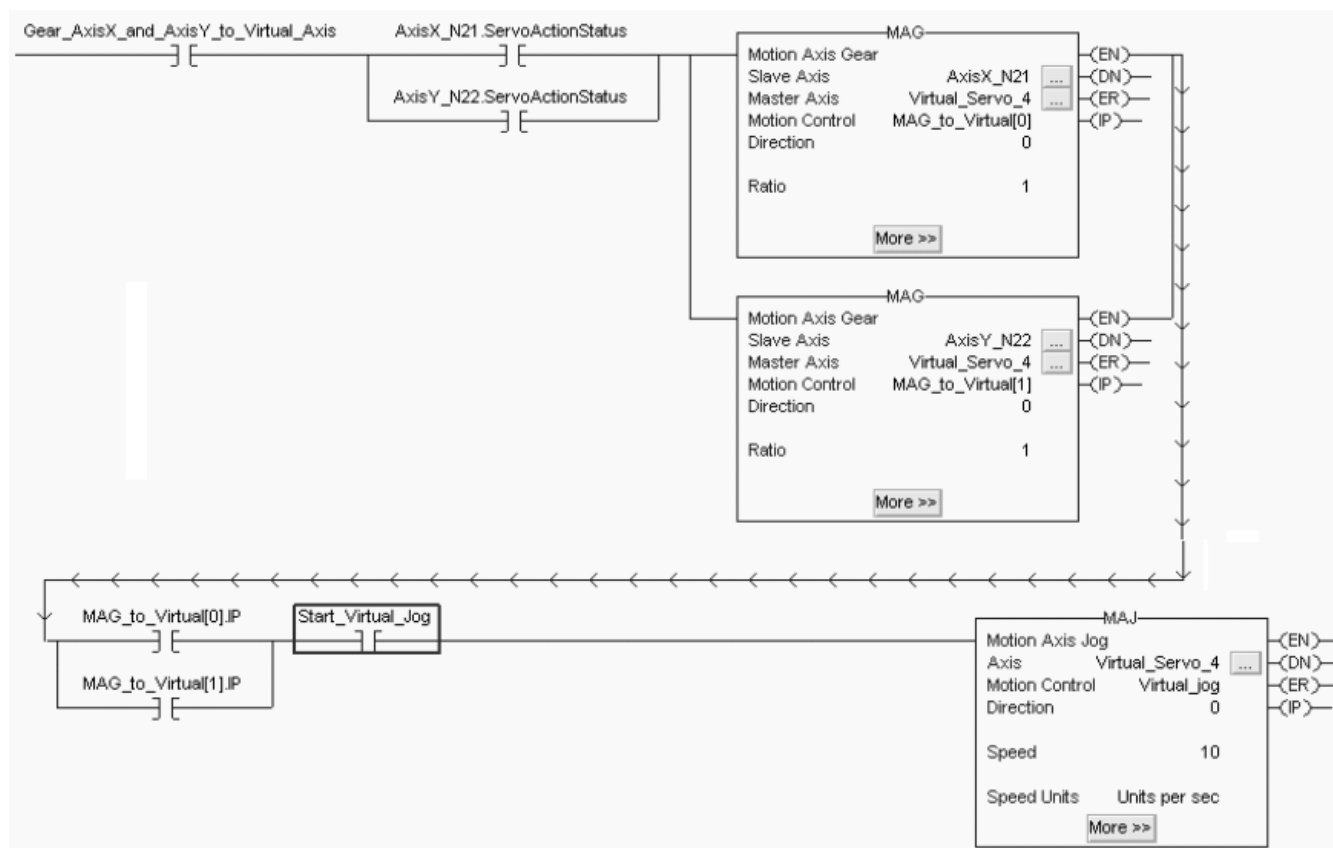 Gear_AxisX_and_AxisY_to_Virtual_Axis
AxisX_N21.ServoActionStatus
AxisY_N22.ServoActionStatus
MAG
Motion Axis Gear
Slave Axis AxisX_N21 ...
Master Axis Virtual_Servo_4 ...
Motion Control MAG_to_Virtual[0]
Direction 0
Ratio 1
More >>
(EN)
(DN)
(ER)
(IP)
MAG
Motion Axis Gear
Slave Axis AxisY_N22 ...
Master Axis Virtual_Servo_4 ...
Motion Control MAG_to_Virtual[1]
Direction 0
Ratio 1
More >>
(EN)
(DN)
(ER)
(IP)
MAG_to_Virtual[0].IP
Start_Virtual_Jog
MAG_to_Virtual[1].IP
MAJ
Motion Axis Jog
Axis Virtual_Servo_4 ...
Motion Control Virtual_jog
Direction 0
Speed 10
Speed Units Units per sec
More >>
(EN)
(DN)
(ER)
(IP)